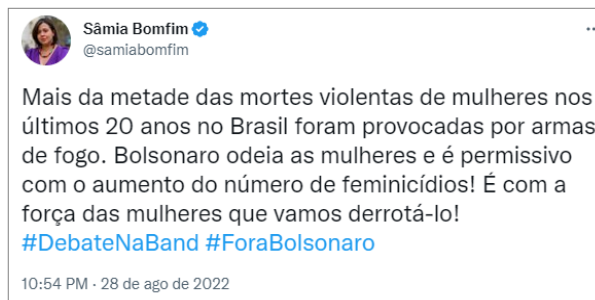 Sâmia Bomfim
@samiabomfim
Mais da metade das mortes violentas de mulheres nos
últimos 20 anos no Brasil foram provocadas por armas
de fogo. Bolsonaro odeia as mulheres e é permissivo
com o aumento do número de feminicídios! É com a
força das mulheres que vamos derrotá-lo!
#DebateNaBand #ForaBolsonaro
10:54 PM · 28 de ago de 2022